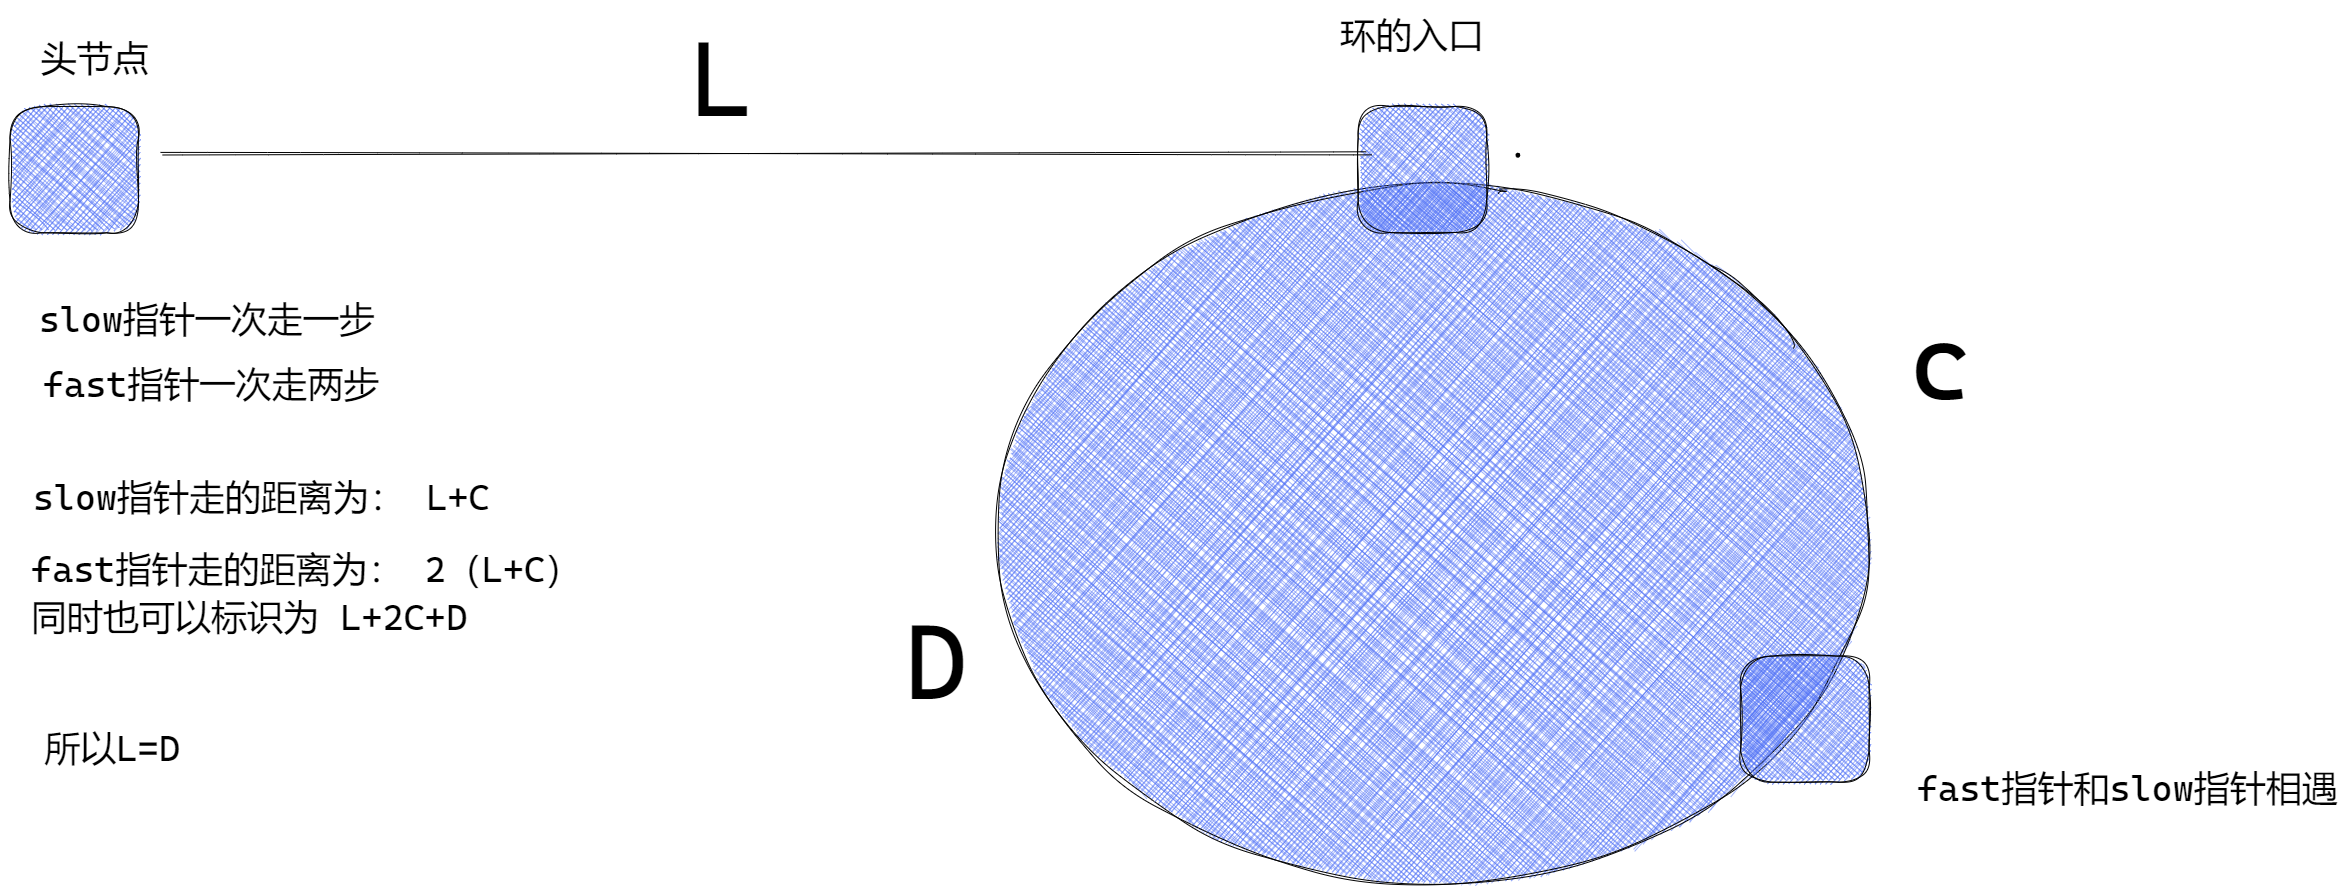 头节点
L
环的入口
slow指针一次走一步
fast指针一次走两步
C
slow指针走的距离为： L+C
fast指针走的距离为： 2（L+C）
同时也可以标识为 L+2C+D
D
所以L=D
fast指针和slow指针相遇